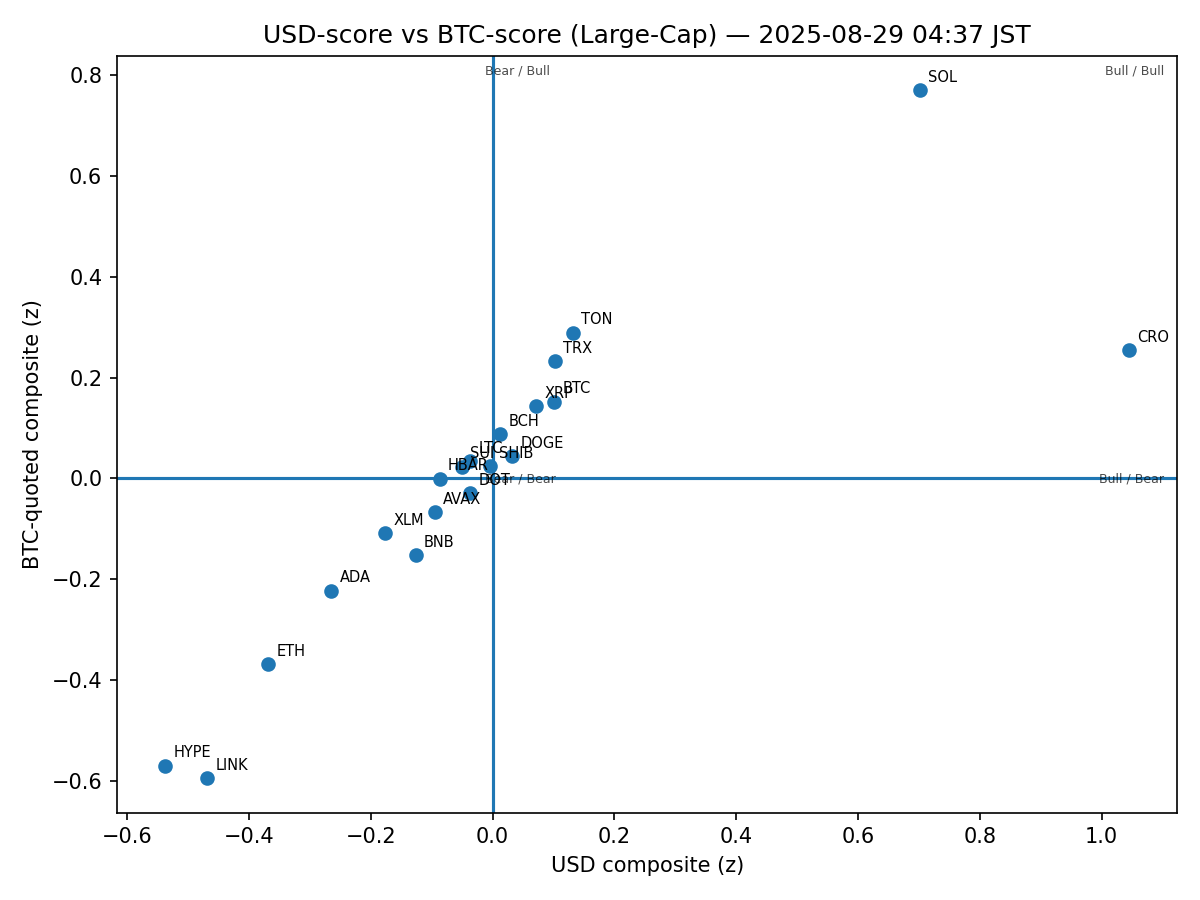 USD-score vs BTC-score (Large-Cap) — 2025-08-29 04:37 JST
Bear / Bull
Bull / Bull
SOL
CRO
TON
TRX
BTC
XRP
BCH
DOGE
LTC
SUI
SHIB
HBAR
DOT
Bear / Bear
Bull / Bear
AVAX
XLM
BNB
ADA
ETH
HYPE
LINK
0.8
0.6
0.4
0.2
0.0
−0.2
−0.4
−0.6
BTC-quoted composite (z)
−0.6
−0.4
−0.2
0.0
0.2
0.4
0.6
0.8
1.0
USD composite (z)